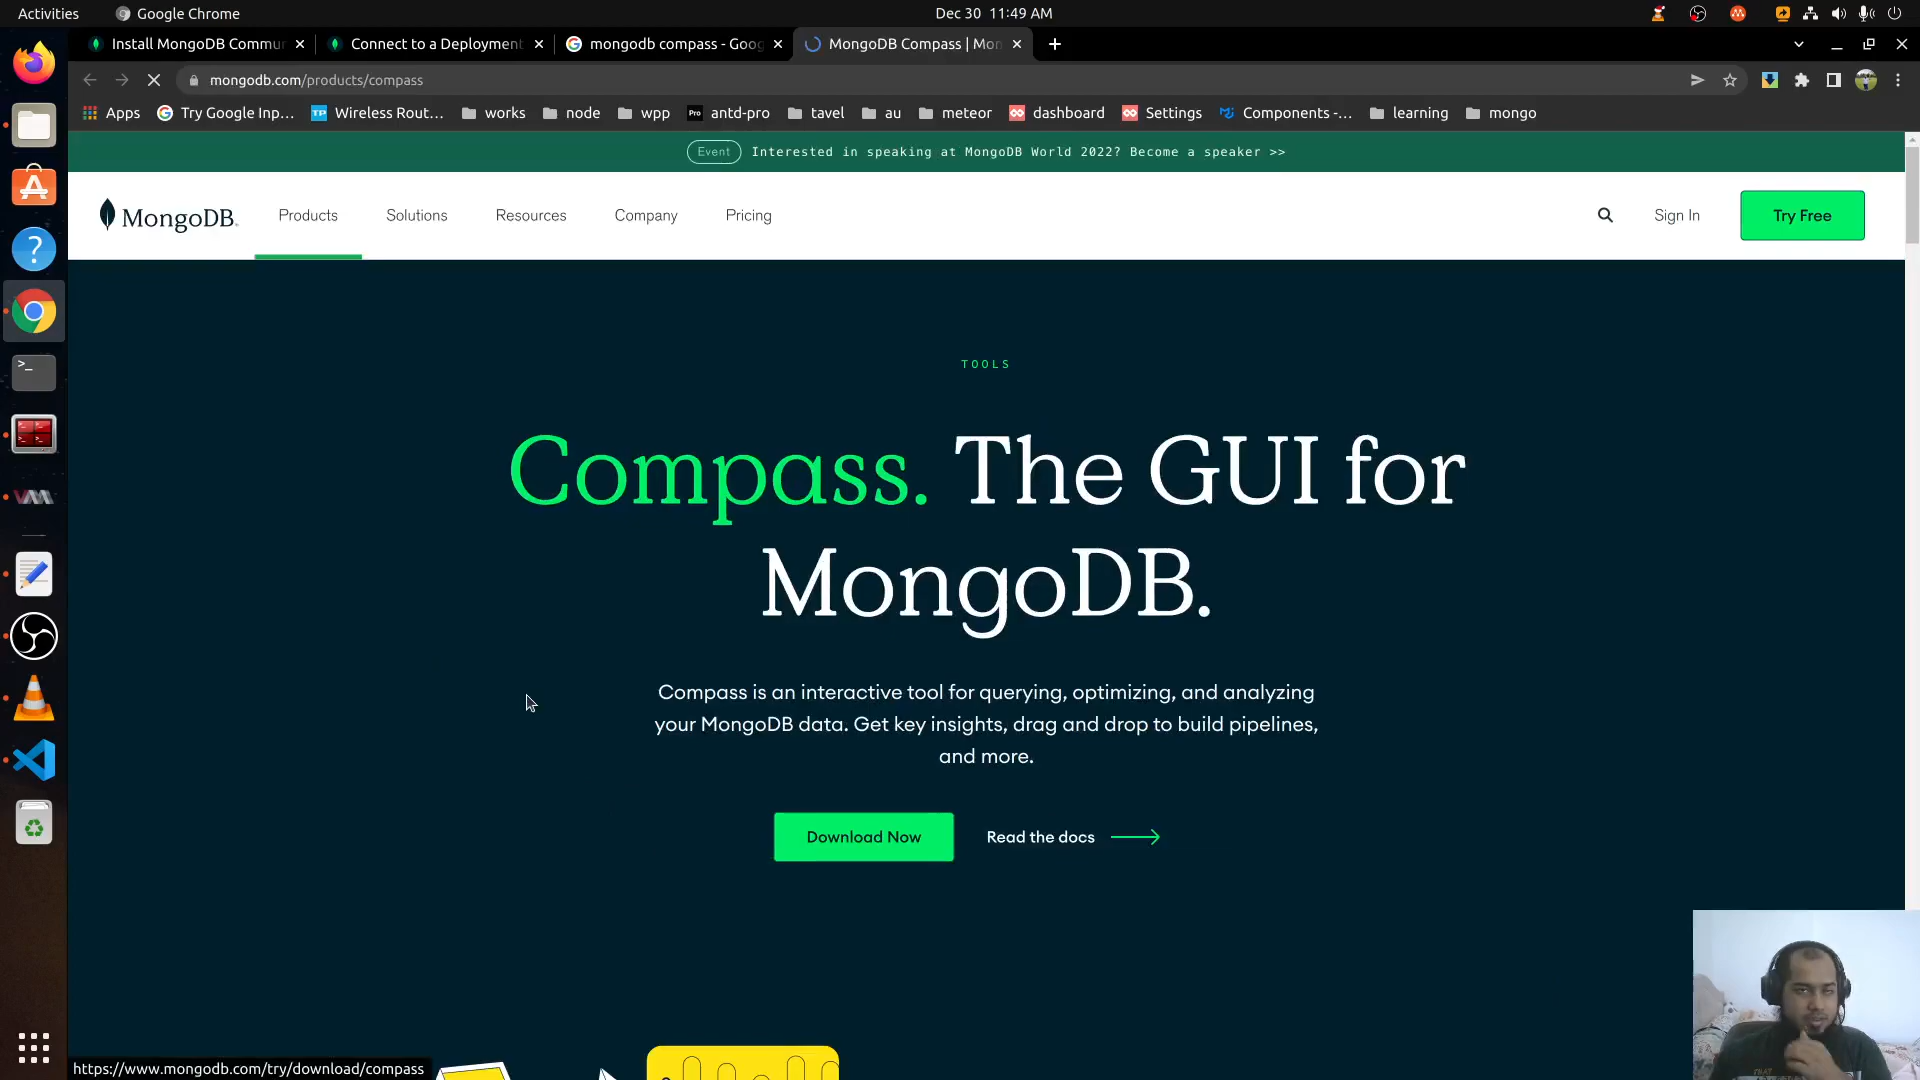 Activities
Google Chrome
Dec 30 11:49 AM
Install MongoDB Commun
Connect to a Deployment
mongodb compass - Goog
MongoDB Compass | Mon
mongodb.com/products/compass
Apps
Try Google Inp...
Wireless Rout...
works
node
wpp
Pro antd-pro
tavel
au
meteor
dashboard
Settings
Components -...
learning
mongo
Event Interested in speaking at MongoDB World 2022? Become a speaker >>
MongoDB.
Products
Solutions
Resources
Company
Pricing
Sign In
Try Free
TOOLS
Compass. The GUI for
MongoDB.
Compass is an interactive tool for querying, optimizing, and analyzing
your MongoDB data. Get key insights, drag and drop to build pipelines,
and more.
Download Now
Read the docs
https://www.mongodb.com/try/download/compass